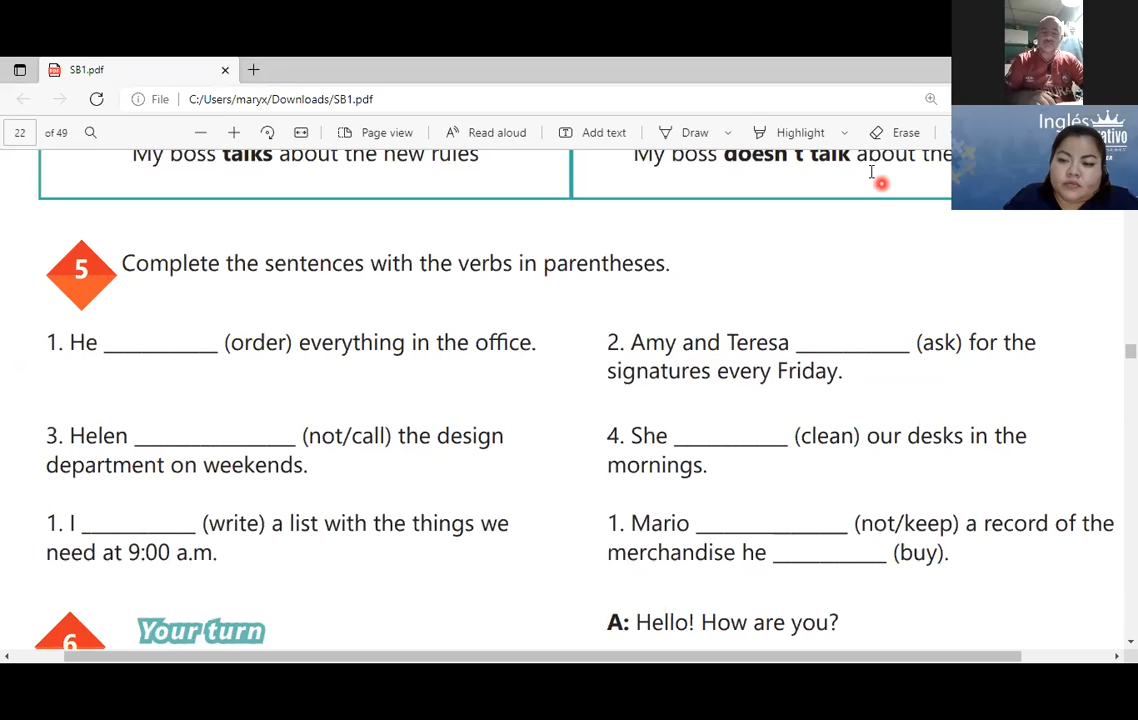 SB1.pdf
File C:/Users/maryx/Downloads/SB1.pdf
22 of 49 Page view Read aloud Add text Draw Highlight Erase
Inglés
My boss talks about the new rules
My boss doesn't talk about the
5 Complete the sentences with the verbs in parentheses.
1. He __________ (order) everything in the office.
2. Amy and Teresa __________ (ask) for the
signatures every Friday.
3. Helen ______________ (not/call) the design
department on weekends.
4. She __________ (clean) our desks in the
mornings.
1. I __________ (write) a list with the things we
need at 9:00 a.m.
1. Mario _____________ (not/keep) a record of the
merchandise he __________ (buy).
6 Your turn
A: Hello! How are you?